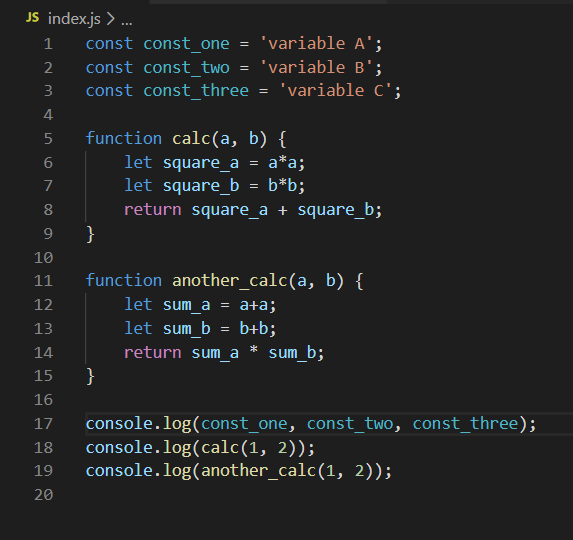 JS index.js > ...
1 const const_one = 'variable A';
2 const const_two = 'variable B';
3 const const_three = 'variable C';
4
5 function calc(a, b) {
6     let square_a = a*a;
7     let square_b = b*b;
8     return square_a + square_b;
9 }
10
11 function another_calc(a, b) {
12     let sum_a = a+a;
13     let sum_b = b+b;
14     return sum_a * sum_b;
15 }
16
17 console.log(const_one, const_two, const_three);
18 console.log(calc(1, 2));
19 console.log(another_calc(1, 2));
20